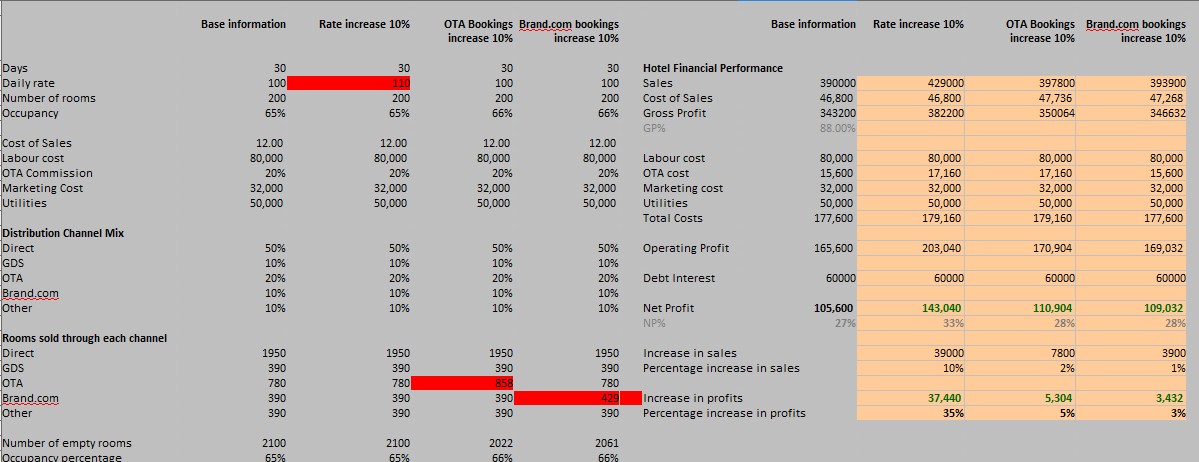 Base information Rate increase 10% OTA Bookings increase 10% Brand.com bookings increase 10%
Days 30 30 30 30
Daily rate 100 110 100 100
Number of rooms 200 200 200 200
Occupancy 65% 65% 66% 66%
Cost of Sales 12.00 12.00 12.00 12.00
Labour cost 80,000 80,000 80,000 80,000
OTA Commission 20% 20% 20% 20%
Marketing Cost 32,000 32,000 32,000 32,000
Utilities 50,000 50,000 50,000 50,000
Distribution Channel Mix
Direct 50% 50% 50% 50%
GDS 10% 10% 10% 10%
OTA 20% 20% 20% 20%
Brand.com 10% 10% 10% 10%
Other 10% 10% 10% 10%
Rooms sold through each channel
Direct 1950 1950 1950 1950
GDS 390 390 390 390
OTA 780 780 858 780
Brand.com 390 390 390 429
Other 390 390 390 390
Number of empty rooms 2100 2100 2022 2061
Occupancy percentage 65% 65% 66% 66%
Base information Rate increase 10% OTA Bookings increase 10% Brand.com bookings increase 10%
Hotel Financial Performance
Sales 390000 429000 397800 393900
Cost of Sales 46,800 46,800 47,736 47,268
Gross Profit 343200 382200 350064 346632
GP% 88.00%
Labour cost 80,000 80,000 80,000 80,000
OTA cost 15,600 17,160 17,160 15,600
Marketing cost 32,000 32,000 32,000 32,000
Utilities 50,000 50,000 50,000 50,000
Total Costs 177,600 179,160 179,160 177,600
Operating Profit 165,600 203,040 170,904 169,032
Debt Interest 60000 60000 60000 60000
Net Profit 105,600 143,040 110,904 109,032
NP% 27% 33% 28% 28%
Increase in sales 39000 7800 3900
Percentage increase in sales 10% 2% 1%
Increase in profits 37,440 5,304 3,432
Percentage increase in profits 35% 5% 3%